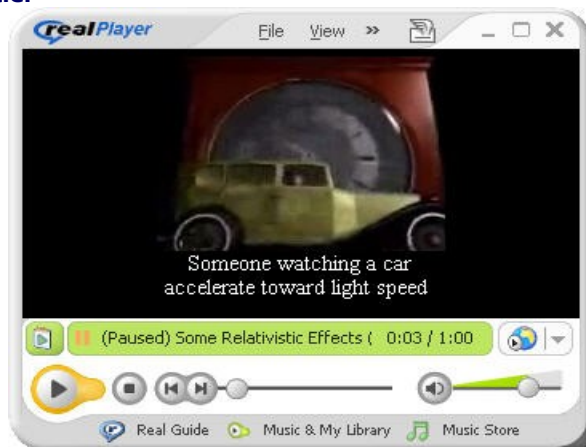 realPlayer
File View »
Someone watching a car
accelerate toward light speed
(Paused) Some Relativistic Effects ( 0:03 / 1:00
Real Guide Music & My Library Music Store